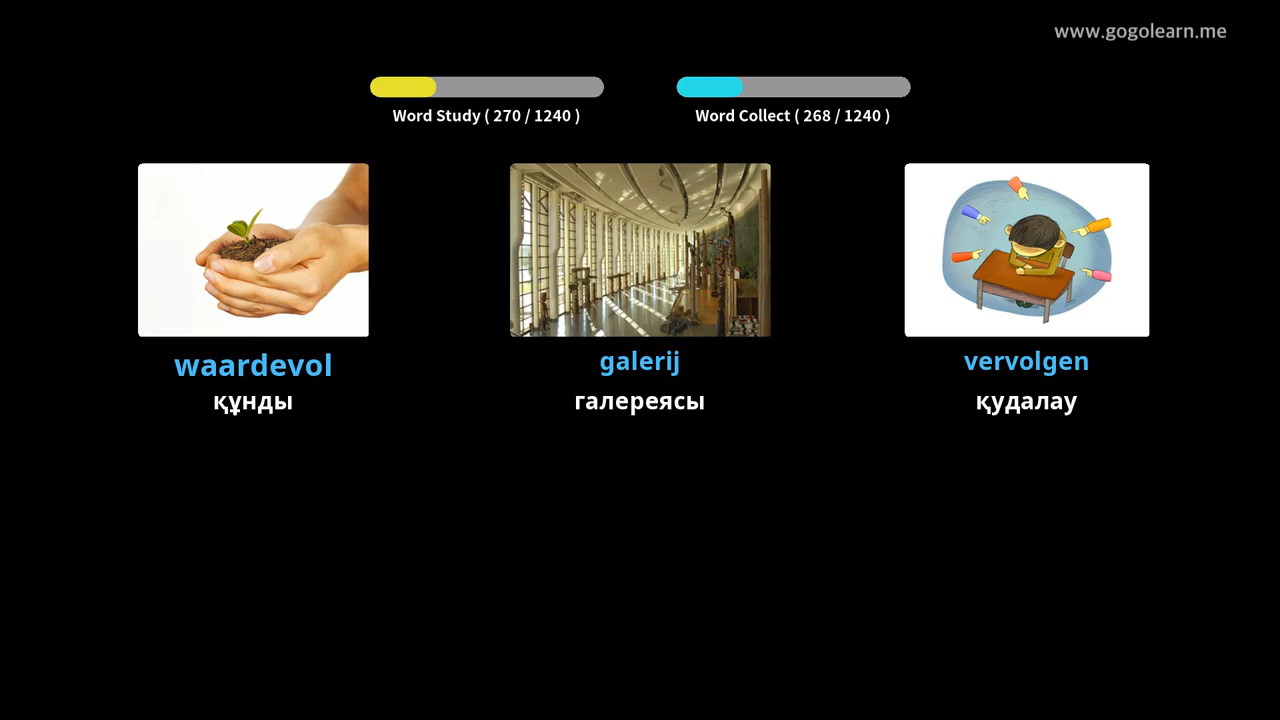 www.gogolearn.me
Word Study ( 270 / 1240 )
Word Collect ( 268 / 1240 )
waardevol
құнды
galerij
галереясы
vervolgen
қудалау